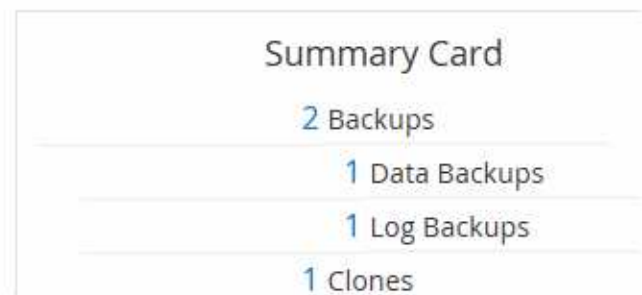 Summary Card
2 Backups
1 Data Backups
1 Log Backups
1 Clones